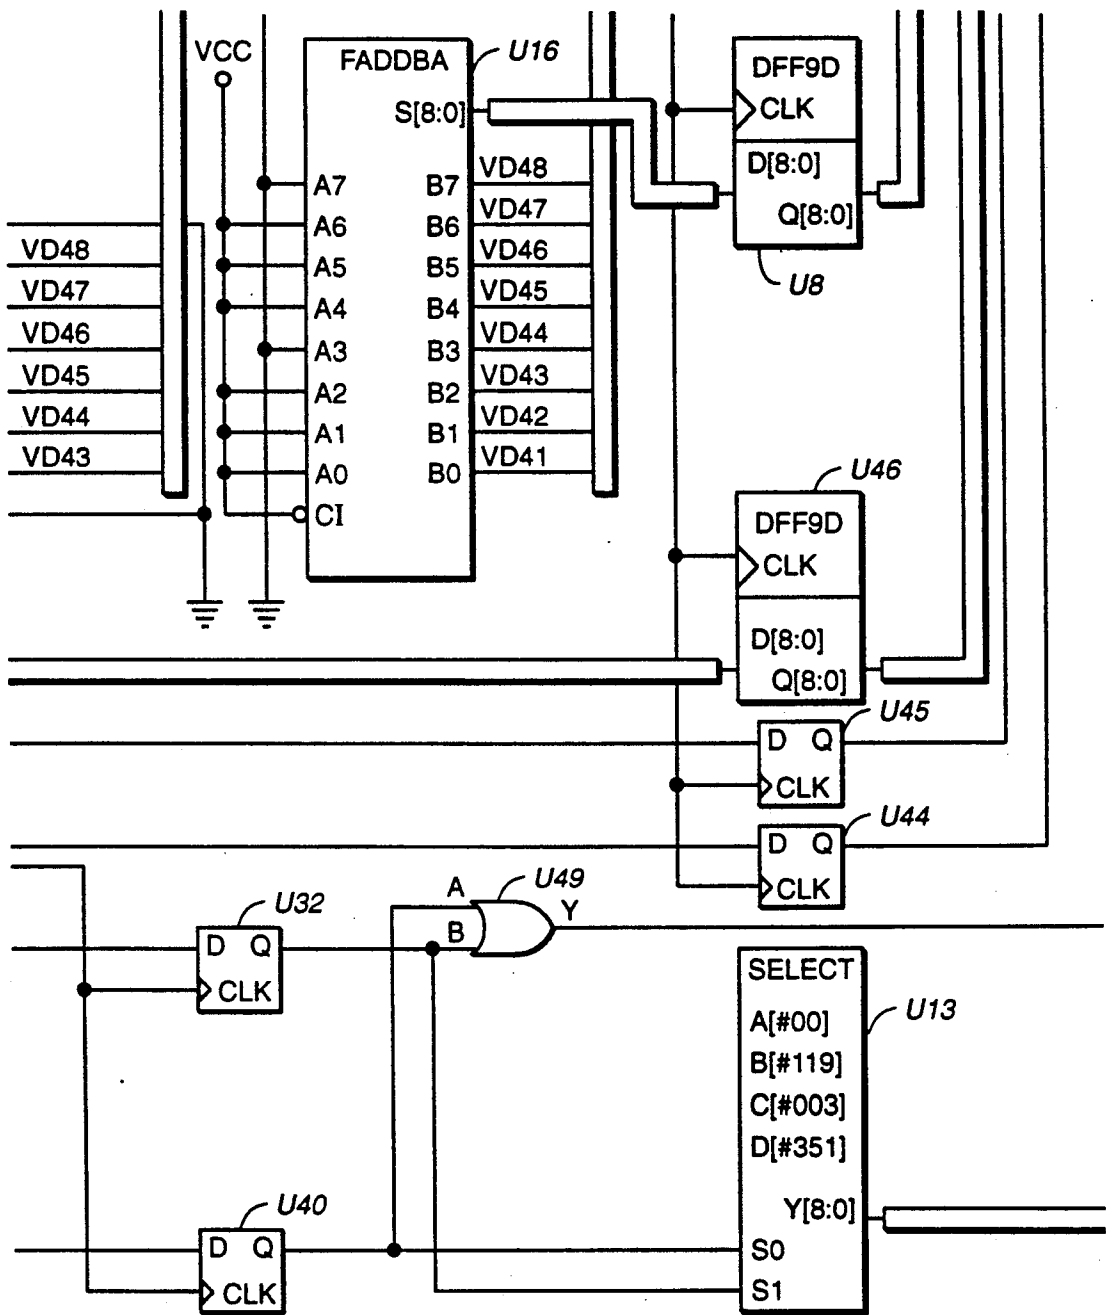 VCC
FADDBA
U16
S[8:0]
DFF9D
CLK
D[8:0]
Q[8:0]
U8
A7
B7
VD48
A6
B6
VD47
VD48
A5
B5
VD46
VD47
A4
B4
VD45
VD46
A3
B3
VD44
VD45
A2
B2
VD43
VD44
A1
B1
VD42
VD43
A0
B0
VD41
CI
U46
DFF9D
CLK
D[8:0]
Q[8:0]
U45
D Q
CLK
U44
D Q
CLK
U32
D Q
CLK
A
B
U49
Y
SELECT
U13
A[#00]
B[#119]
C[#003]
D[#351]
Y[8:0]
S0
S1
U40
D Q
CLK